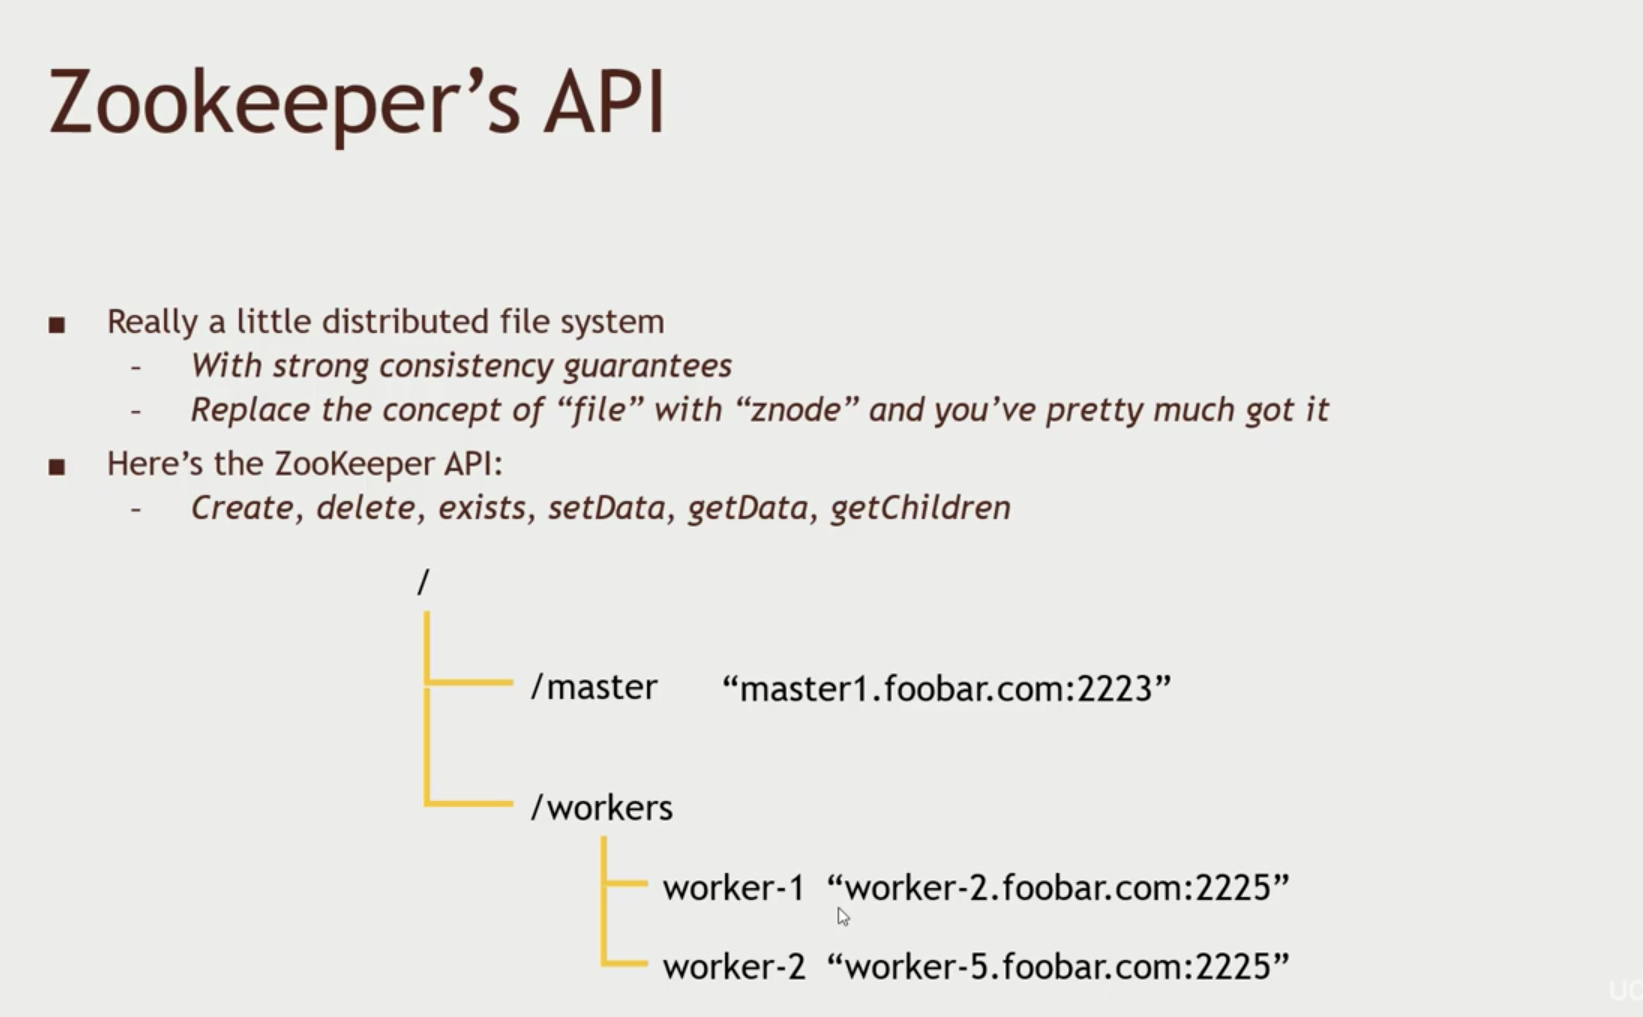 Zookeeper’s API
■ Really a little distributed file system
- With strong consistency guarantees
- Replace the concept of “file” with “znode” and you’ve pretty much got it
■ Here’s the ZooKeeper API:
- Create, delete, exists, setData, getData, getChildren
/
/master “master1.foobar.com:2223”
/workers
worker-1 “worker-2.foobar.com:2225”
worker-2 “worker-5.foobar.com:2225”